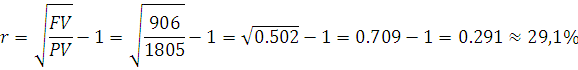 r = √(FV/PV) − 1 = √(906/1805) − 1 = √0.502 − 1 = 0.709 − 1 = 0.291 ≈ 29,1%